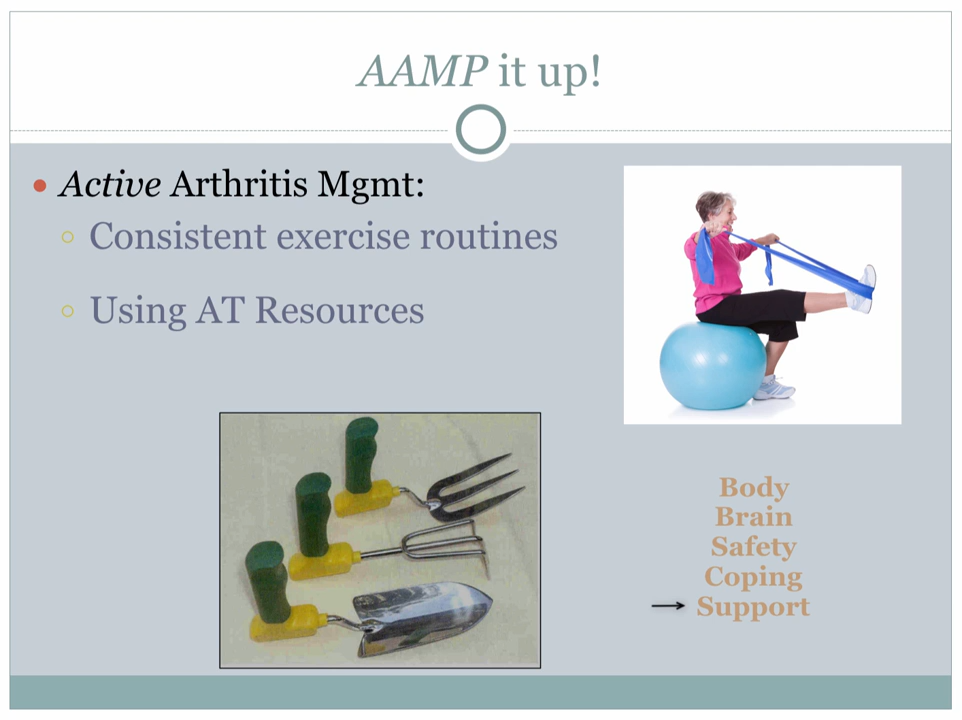 AAMP it up!
Active Arthritis Mgmt:
Consistent exercise routines
Using AT Resources
Body
Brain
Safety
Coping
Support